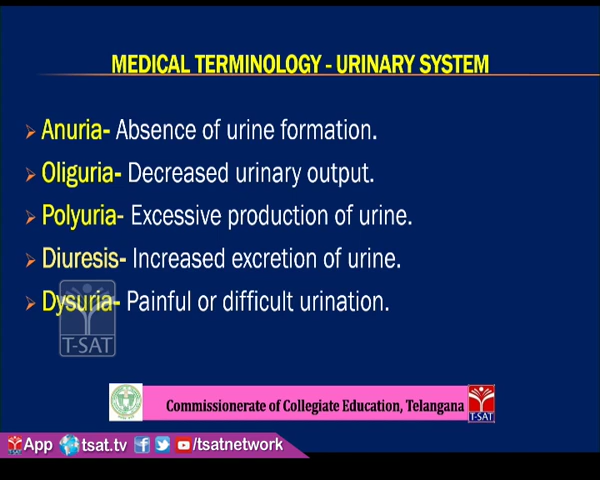 MEDICAL TERMINOLOGY - URINARY SYSTEM
Anuria- Absence of urine formation.
Oliguria- Decreased urinary output.
Polyuria- Excessive production of urine.
Diuresis- Increased excretion of urine.
Dysuria- Painful or difficult urination.
T-SAT
Commissionerate of Collegiate Education, Telangana
T-SAT
App tsat.tv /tsatnetwork